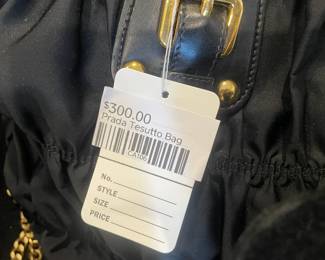 $300.00
Prada Tesutto Bag
No.
STYLE
SIZE
PRICE